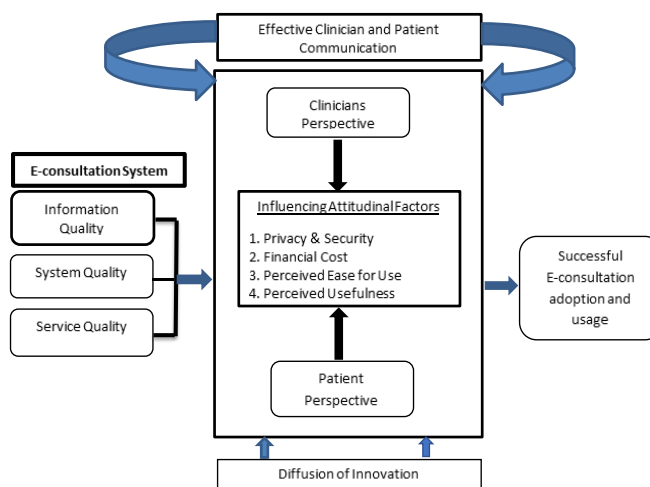 Effective Clinician and Patient
Communication
Clinicians
Perspective
E-consultation System
Information
Quality
System Quality
Service Quality
Influencing Attitudinal Factors
1. Privacy & Security
2. Financial Cost
3. Perceived Ease for Use
4. Perceived Usefulness
Successful
E-consultation
adoption and
usage
Patient
Perspective
Diffusion of Innovation